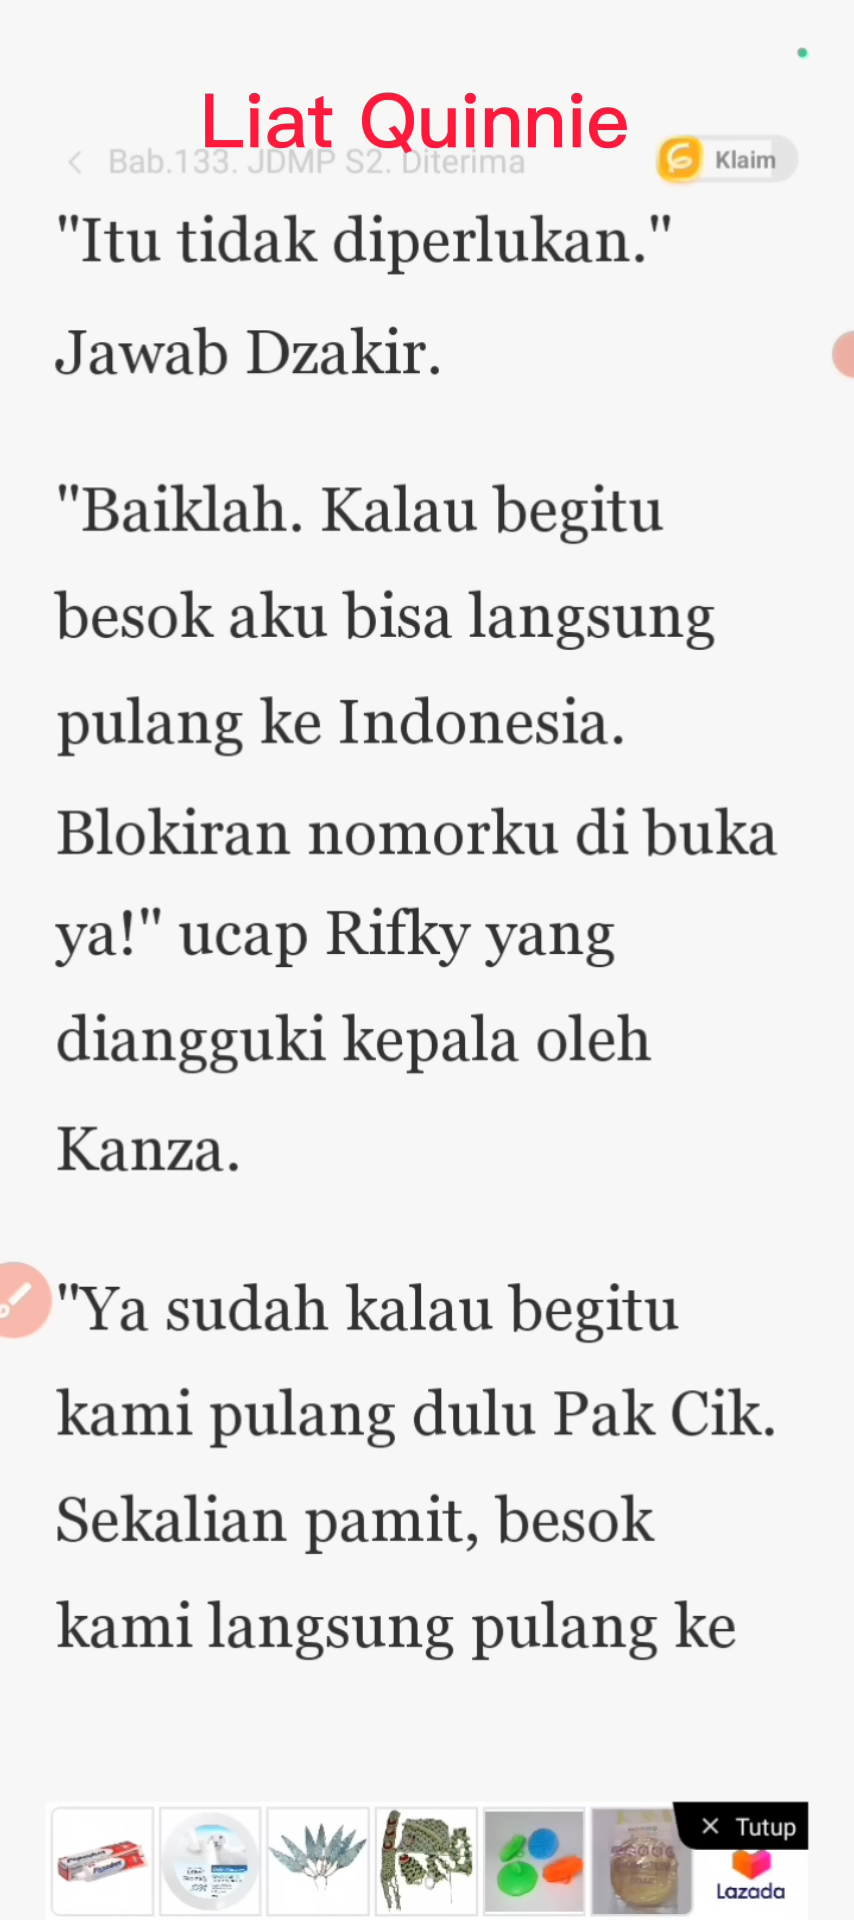 Liat Quinnie
Bab.133. JDMP S2. Diterima
Klaim
"Itu tidak diperlukan."
Jawab Dzakir.
"Baiklah. Kalau begitu
besok aku bisa langsung
pulang ke Indonesia.
Blokiran nomorku di buka
ya!" ucap Rifky yang
diangguki kepala oleh
Kanza.
"Ya sudah kalau begitu
kami pulang dulu Pak Cik.
Sekalian pamit, besok
kami langsung pulang ke
Tutup
Lazada